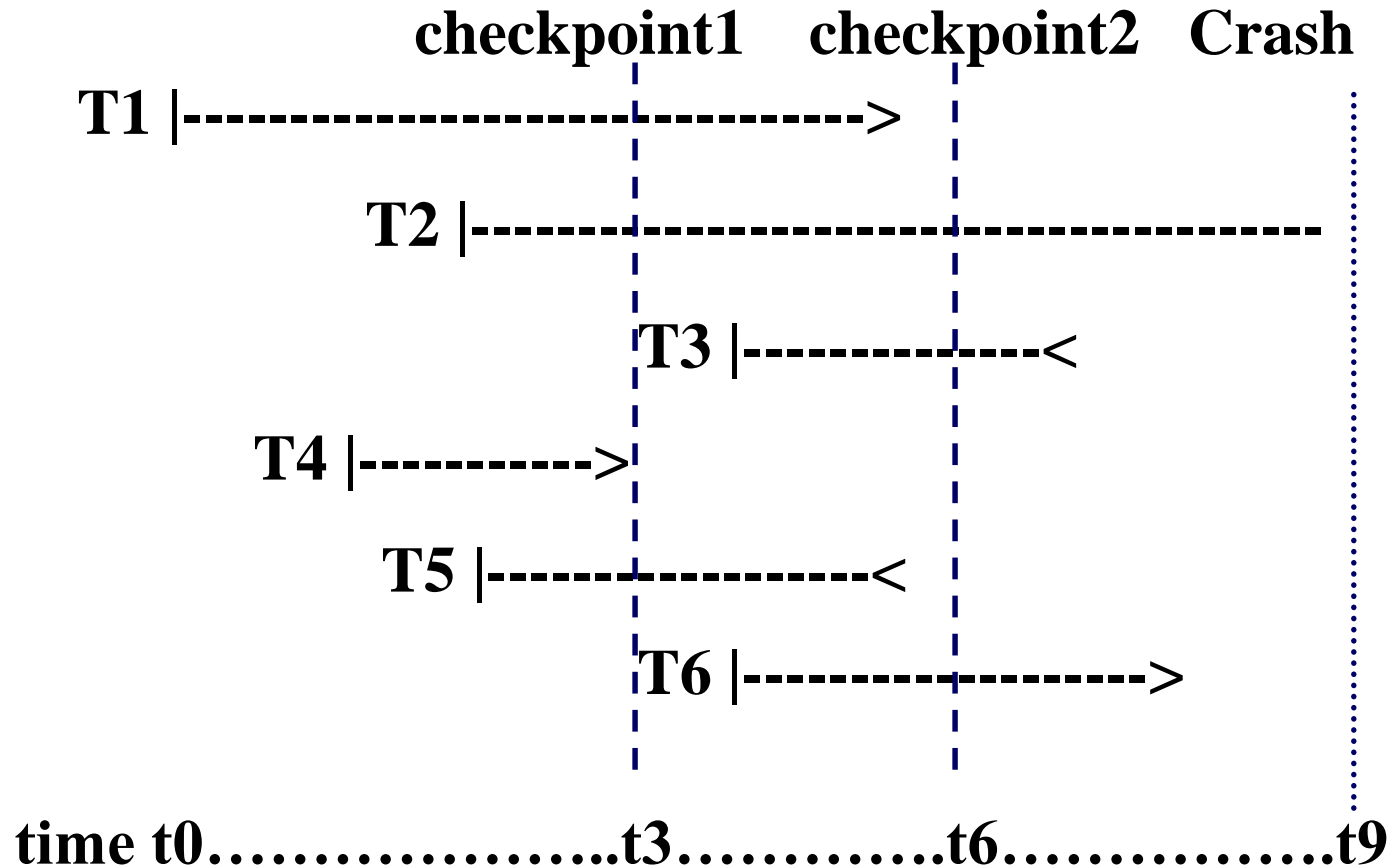 checkpoint1 checkpoint2 Crash
T1 |--------------------------------------->
T2 |------------------------------------------------
T3 |-----------------<
T4 |-------------->
T5 |----------------------<
T6 |----------------------->
time t0....................t3.............t6................t9